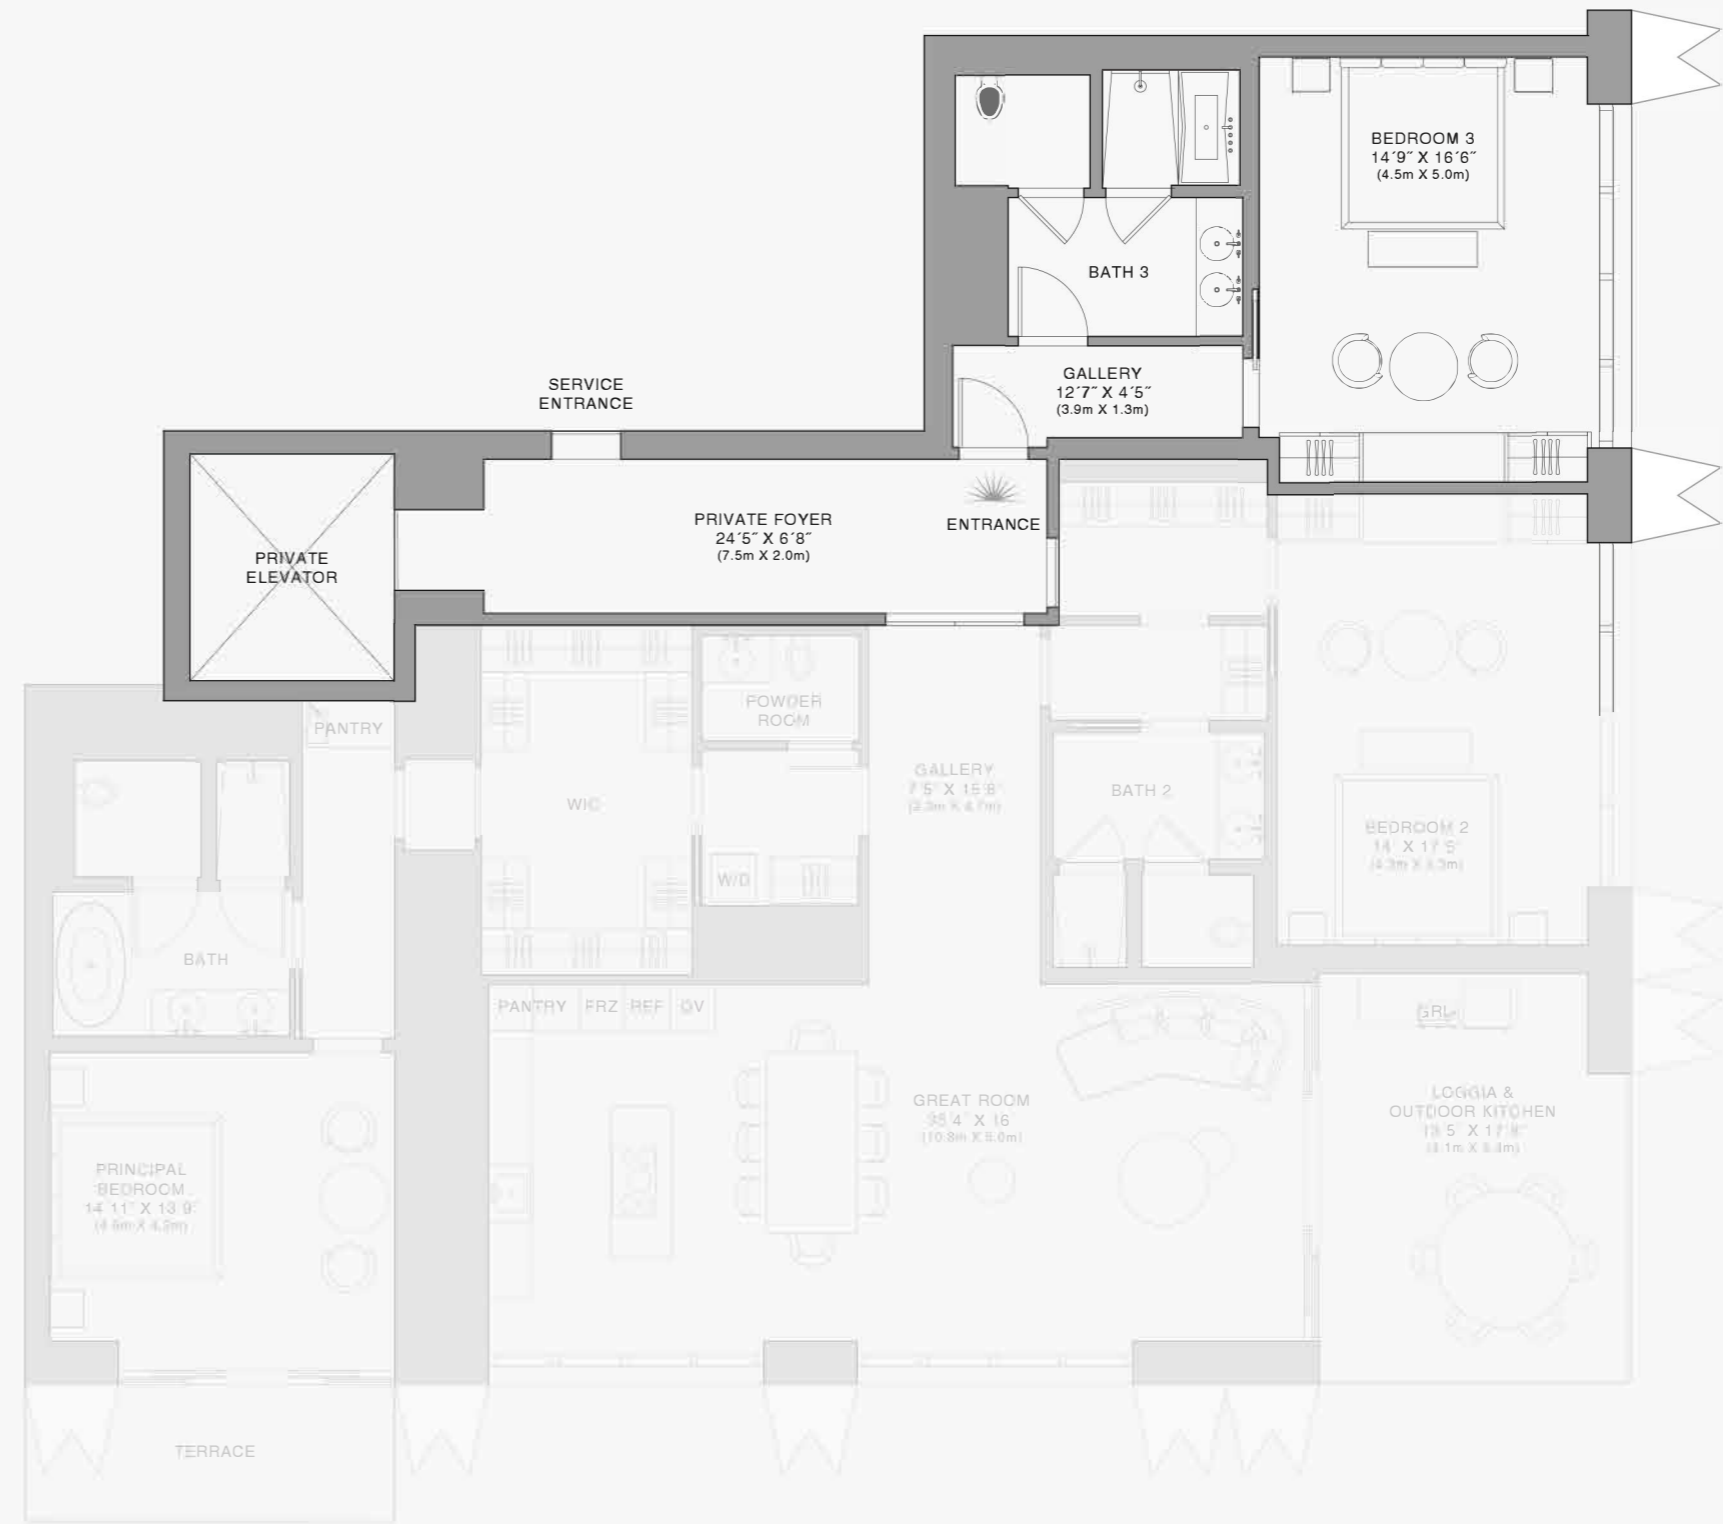 BEDROOM 3
14´9˝ X 16´6˝
(4.5m X 5.0m)
BATH 3
GALLERY
12´7˝ X 4´5˝
(3.9m X 1.3m)
SERVICE
ENTRANCE
PRIVATE FOYER
24´5˝ X 6´8˝
(7.5m X 2.0m)
ENTRANCE
PRIVATE
ELEVATOR
PANTRY
POWDER
ROOM
WIC
GALLERY
BATH 2
BEDROOM 2
W/D
BATH
PANTRY
FRZ
REF
OV
GRL
GREAT ROOM
LOGGIA &
OUTDOOR KITCHEN
PRINCIPAL
BEDROOM
TERRACE